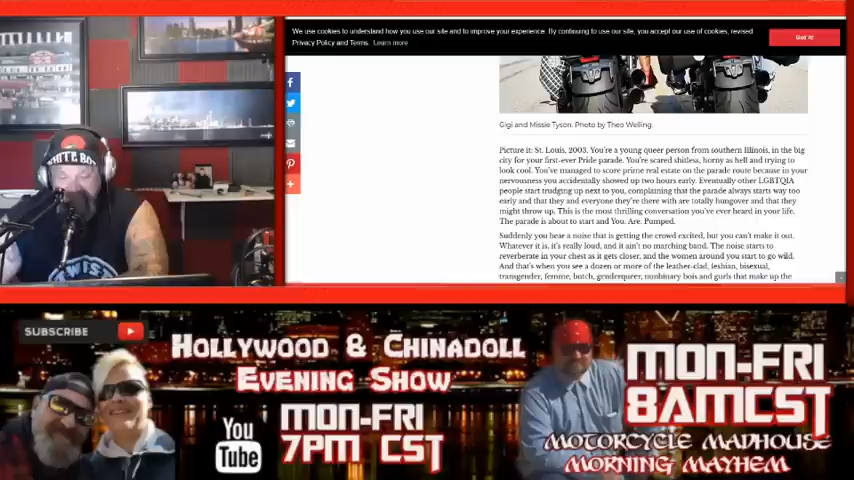 We use cookies to understand how you use our site and to improve your experience. By continuing to use our site, you accept our use of cookies, revised
Privacy Policy and Terms. Learn more
Got it!
Gigi and Missie Tyson. Photo by Theo Welling.
Picture it: St. Louis, 2003. You're a young queer person from southern Illinois, in the big
city for your first-ever Pride parade. You're scared shitless, horny as hell and trying to
look cool. You've managed to score prime real estate on the parade route because in your
nervousness you accidentally showed up two hours early. Eventually other LGBTQIA
people start trudging up next to you, complaining that the parade always starts way too
early and that they and everyone they're there with are totally hungover and that they
might throw up. This is the most thrilling conversation you've ever heard in your life.
The parade is about to start and You. Are. Pumped.
Suddenly you hear a noise that is getting the crowd excited, but you can't make it out.
Whatever it is, it's really loud, and it ain't no marching band. The noise starts to
reverberate in your chest as it gets closer, and the women around you start to go wild.
And that's when you see a dozen or more of the leather-clad, lesbian, bisexual,
transgender, femme, butch, genderqueer, nonbinary bois and gurls that make up the
WHITE BOY
SUBSCRIBE
HOLLYWOOD & CHINADOLL
EVENING SHOW
You
Tube
MON-FRI
7PM CST
MON-FRI
8AMCST
MOTORCYCLE MADHOUSE
MORNING MAYHEM